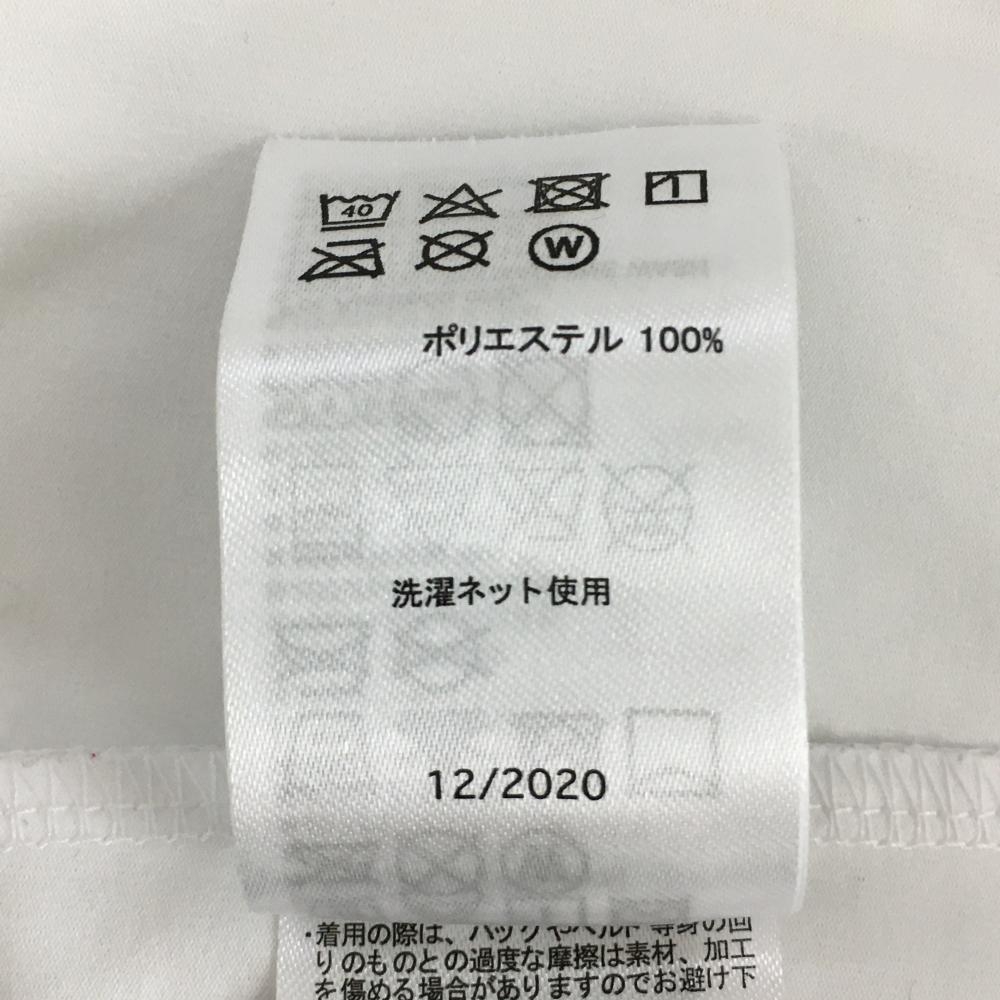 40
W
ポリエステル 100%
洗濯ネット使用
12/2020
・着用の際は、バッグやベルト等身の回
りのものとの過度な摩擦は素材、加工
を傷める場合がありますのでお避け下